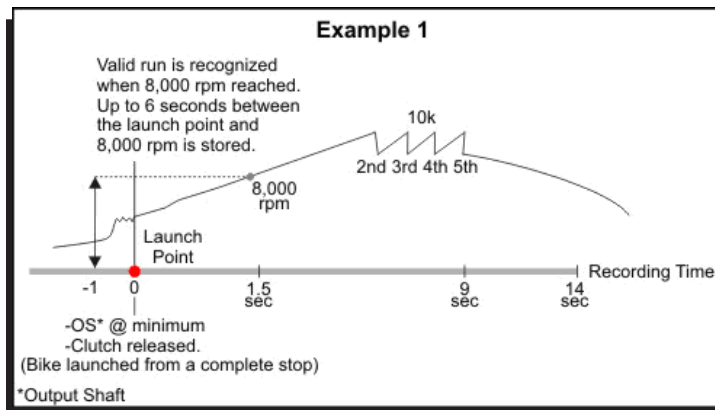 Example 1
Valid run is recognized
when 8,000 rpm reached.
Up to 6 seconds between
the launch point and
8,000 rpm is stored.
10k
2nd 3rd 4th 5th
8,000
rpm
Launch
Point
Recording Time
-1 0 1.5 9 14
sec sec sec
-OS* @ minimum
-Clutch released.
(Bike launched from a complete stop)
*Output Shaft